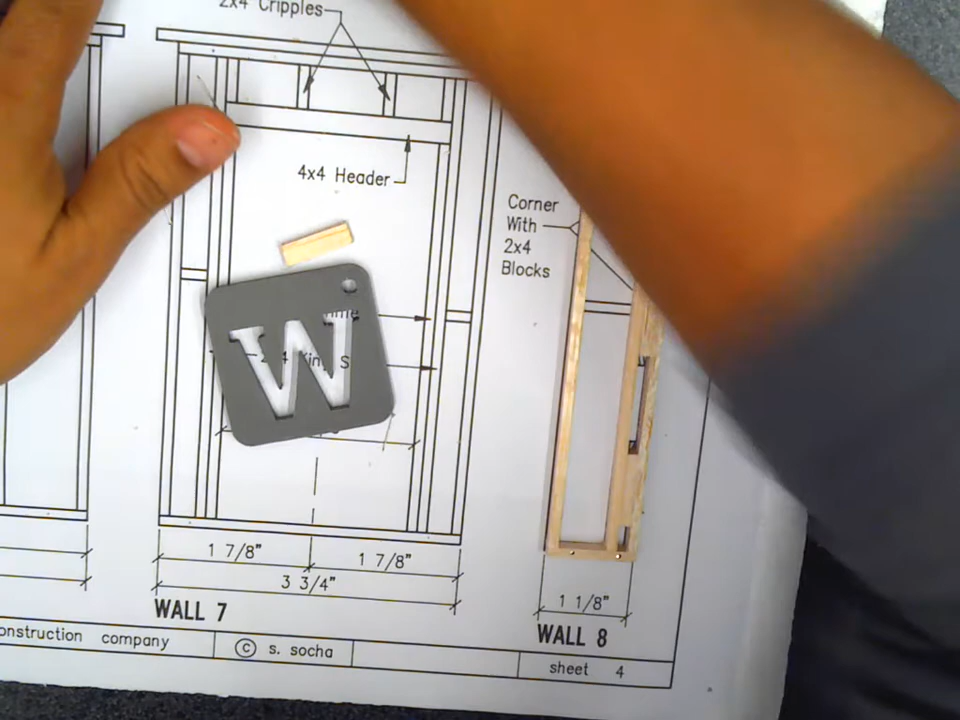 2x4 Cripples
4x4 Header
Corner
With
2x4
Blocks
W
1 7/8"
1 7/8"
3 3/4"
WALL 7
1 1/8"
WALL 8
construction company
© s. socha
sheet 4